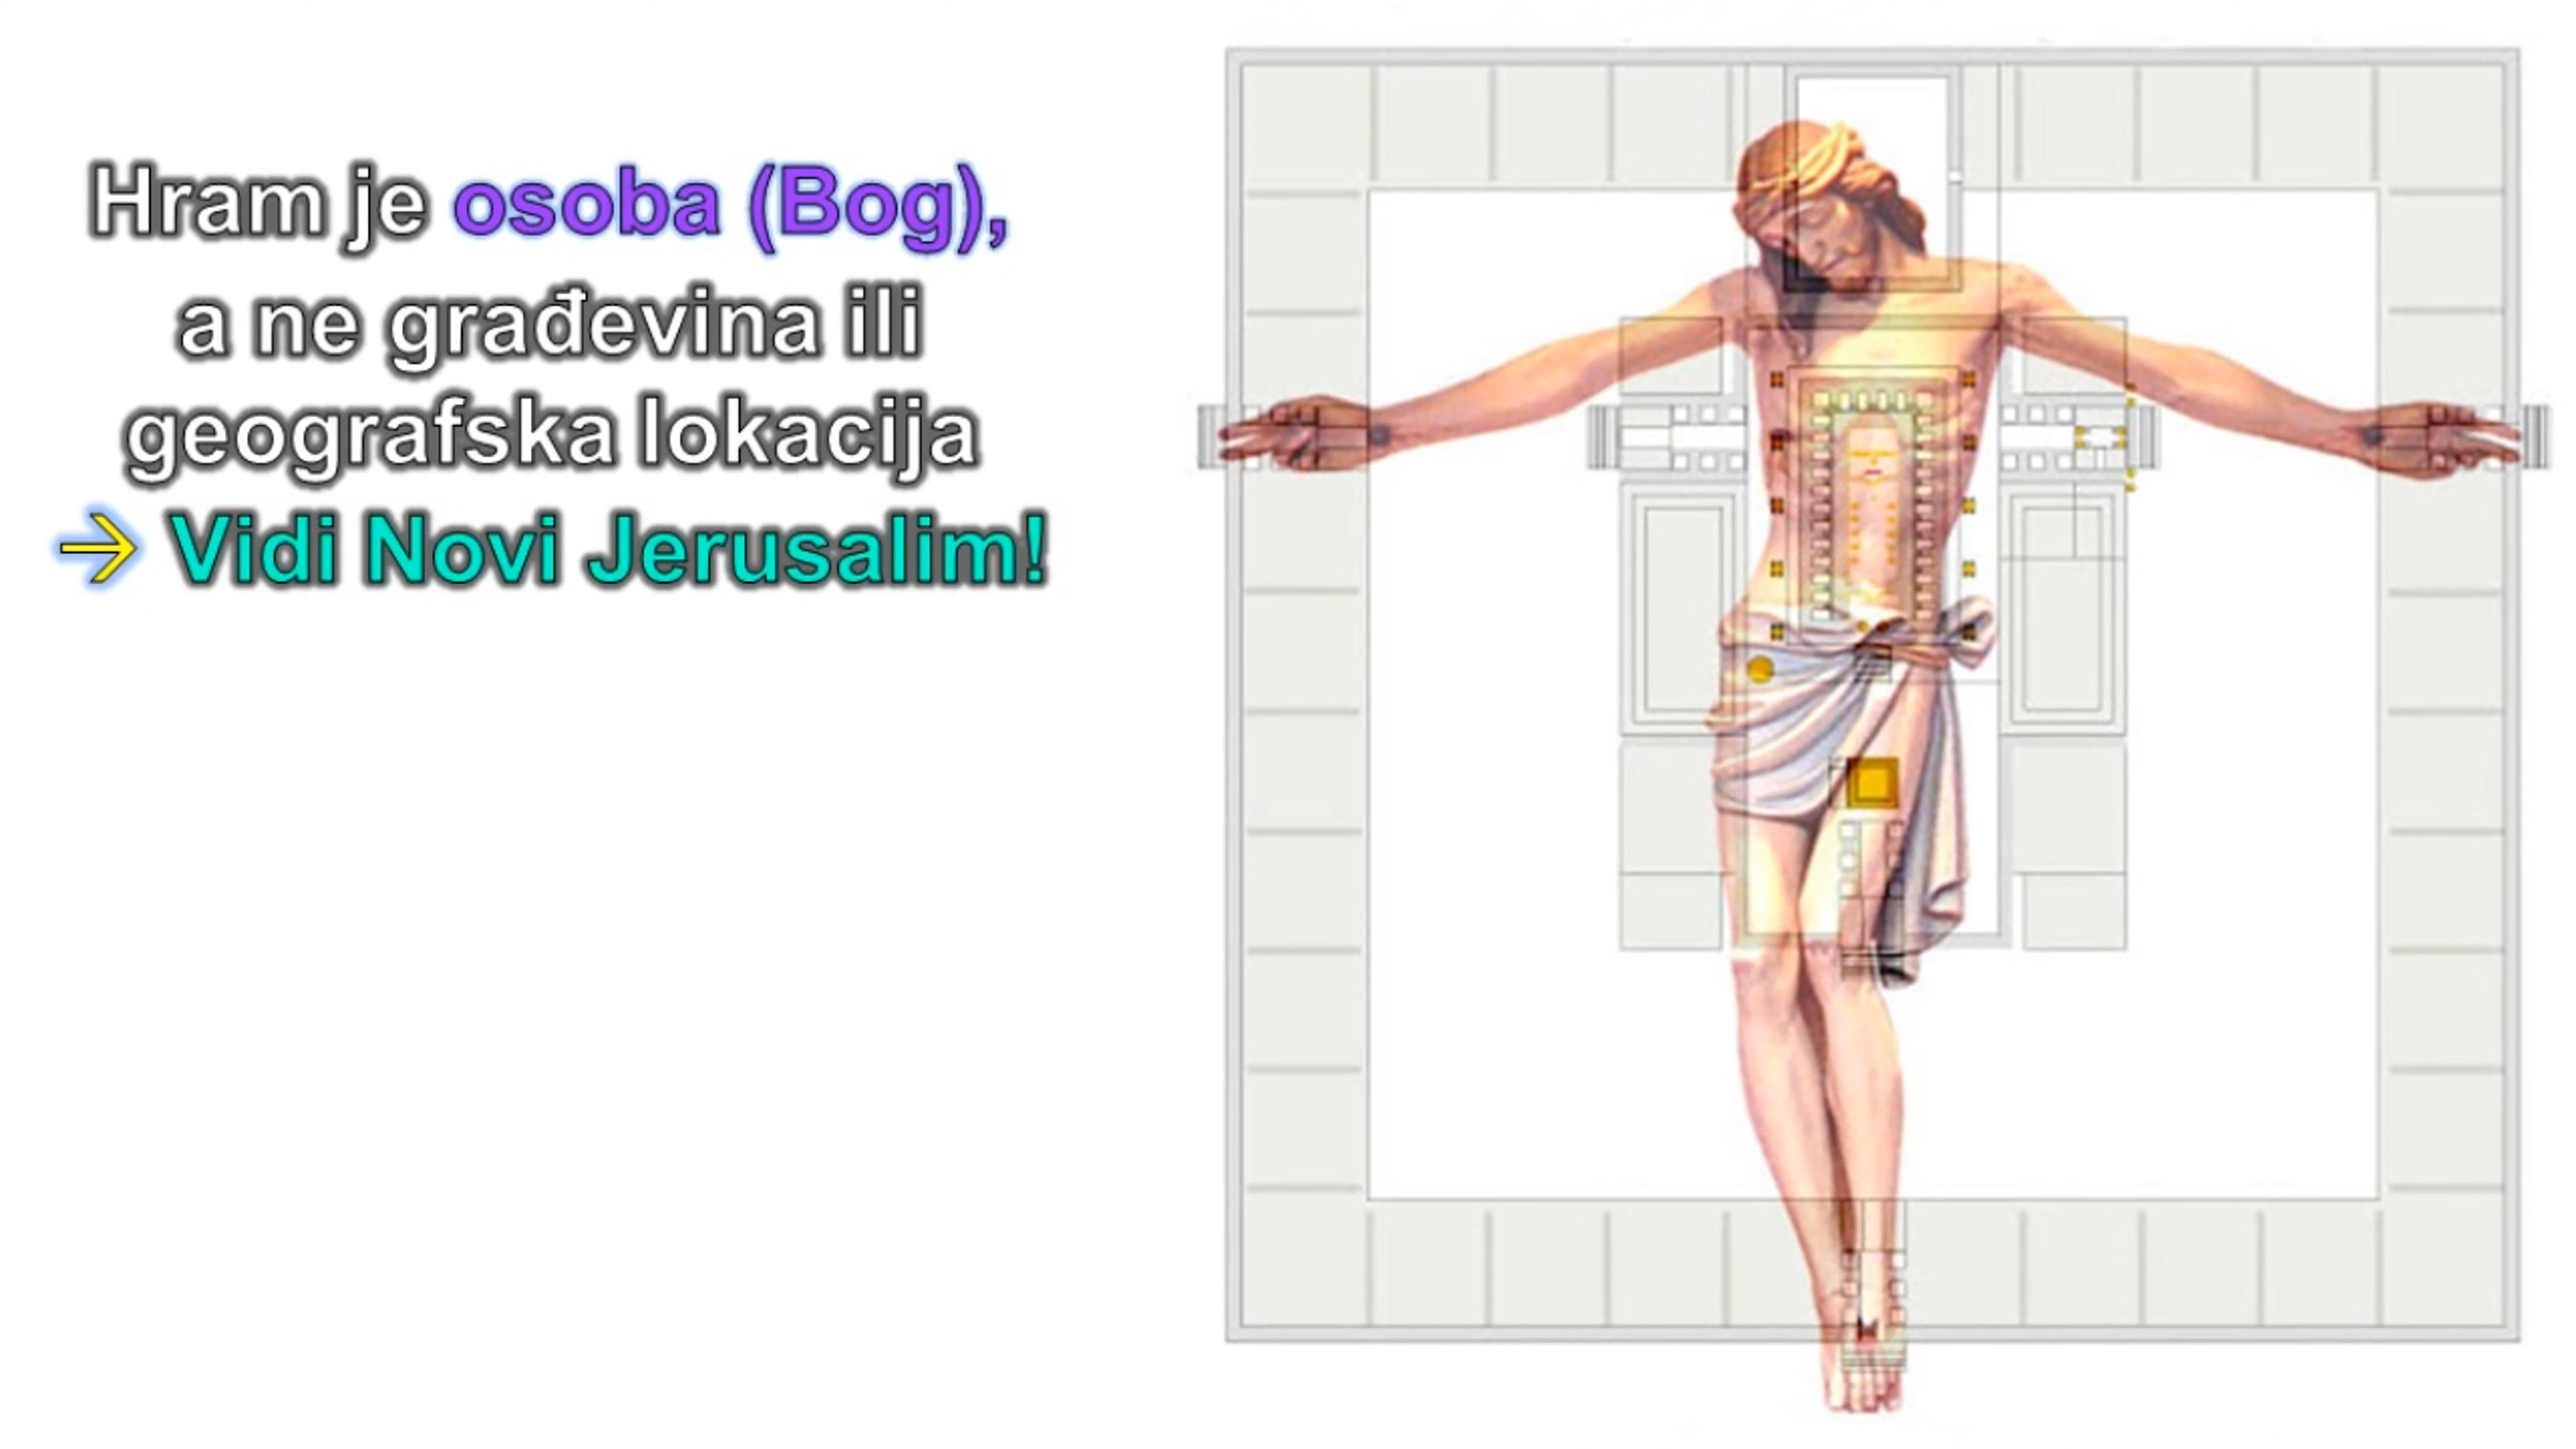 Hram je osoba (Bog),
a ne građevina ili
geografska lokacija
→ Vidi Novi Jerusalim!